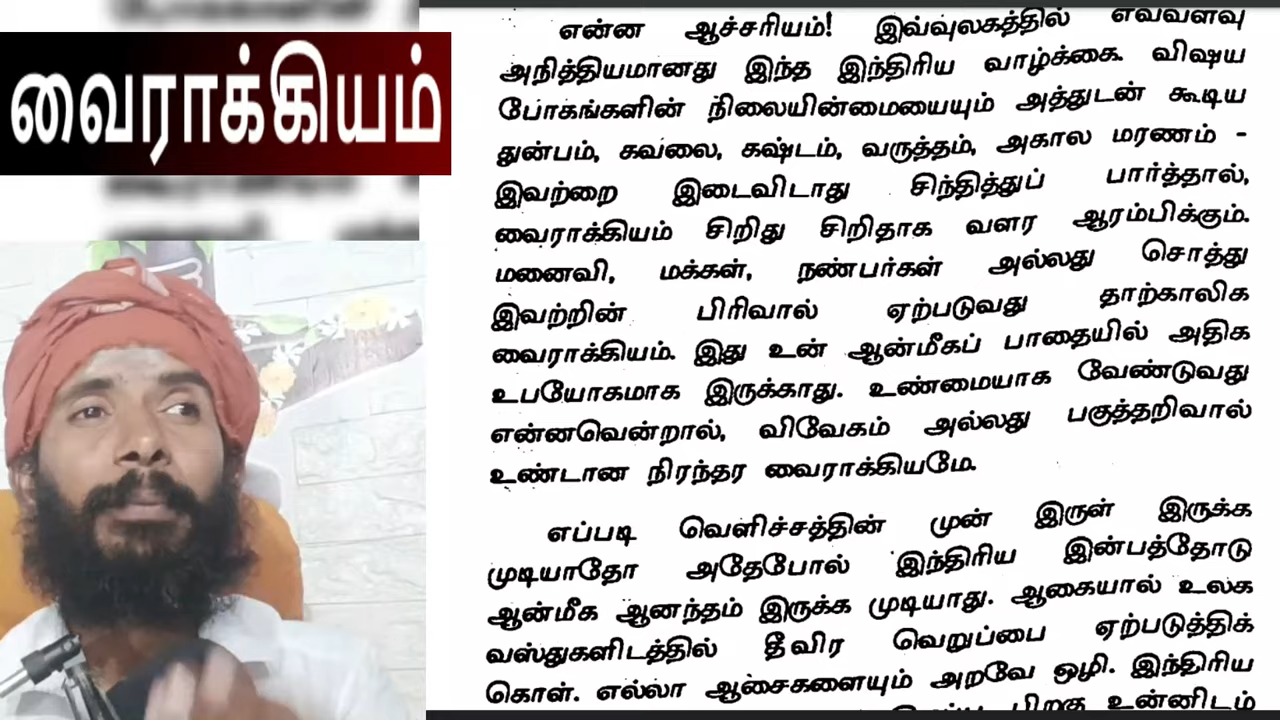 வைராக்கியம்
என்ன ஆச்சரியம்! இவ்வுலகத்தில் எவ்வளவு
அநித்தியமானது இந்த இந்திரிய வாழ்க்கை. விஷய
போகங்களின் நிலையின்மையையும் அத்துடன் கூடிய
துன்பம், கவலை, கஷ்டம், வருத்தம், அகால மரணம் -
இவற்றை இடைவிடாது சிந்தித்துப் பார்த்தால்,
வைராக்கியம் சிறிது சிறிதாக வளர ஆரம்பிக்கும்.
மனைவி, மக்கள், நண்பர்கள் அல்லது சொத்து
இவற்றின் பிரிவால் ஏற்படுவது தாற்காலிக
வைராக்கியம். இது உன் ஆன்மீகப் பாதையில் அதிக
உபயோகமாக இருக்காது. உண்மையாக வேண்டுவது
என்னவென்றால், விவேகம் அல்லது பகுத்தறிவால்
உண்டான நிரந்தர வைராக்கியமே.
எப்படி வெளிச்சத்தின் முன் இருள் இருக்க
முடியாதோ அதேபோல் இந்திரிய இன்பத்தோடு
ஆன்மீக ஆனந்தம் இருக்க முடியாது. ஆகையால் உலக
வஸ்துகளிடத்தில் தீவிர வெறுப்பை ஏற்படுத்திக்
கொள். எல்லா ஆசைகளையும் அறவே ஒழி. இந்திரிய
பிறகு உன்னிடம்